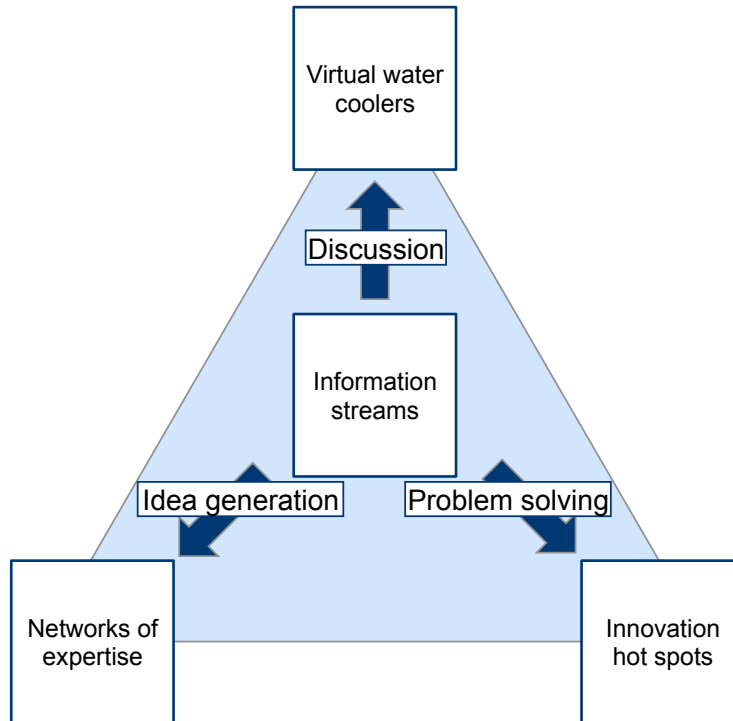 Virtual water
coolers
Discussion
Information
streams
Idea generation
Problem solving
Networks of
expertise
Innovation
hot spots